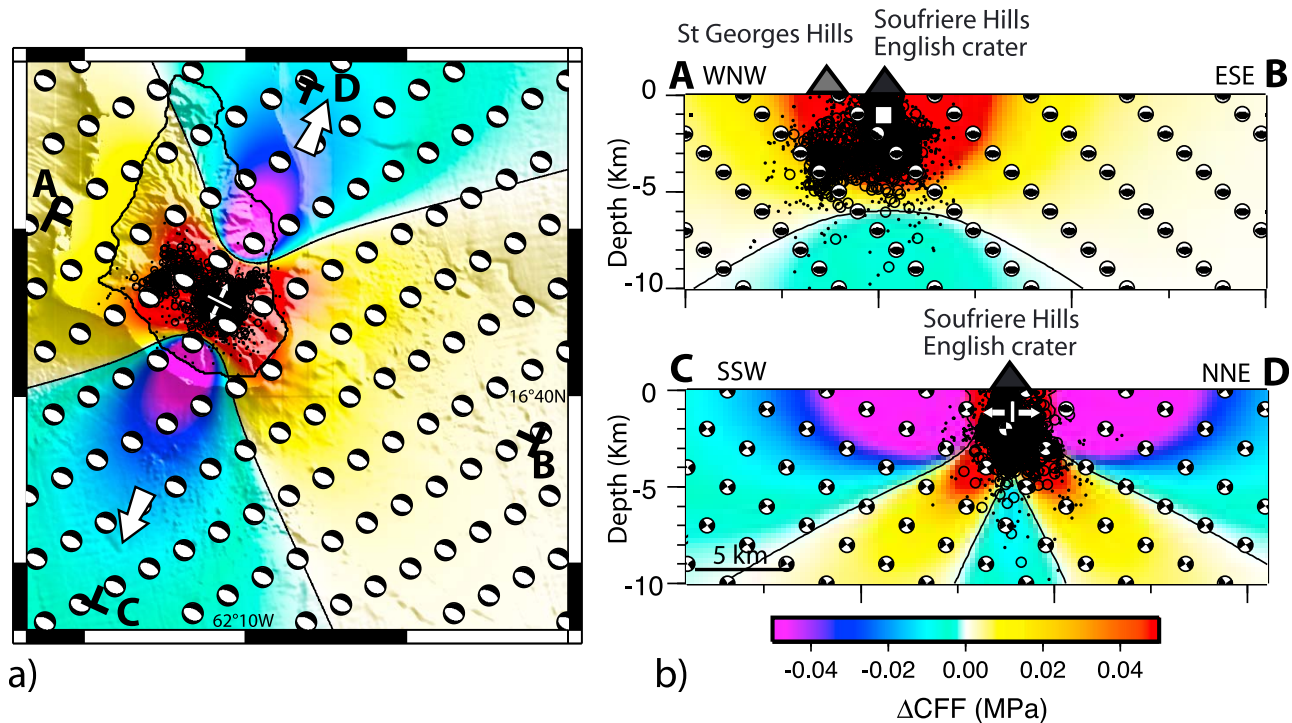 A
D
B
C
16°40N
62°10W
a)
Soufriere Hills
English crater
St Georges Hills
A WNW
ESE B
0
-5
-10
Depth (Km)
Soufriere Hills
English crater
C SSW
NNE D
0
-5
-10
Depth (Km)
5 km
-0.04 -0.02 0.00 0.02 0.04
ΔCFF (MPa)
b)